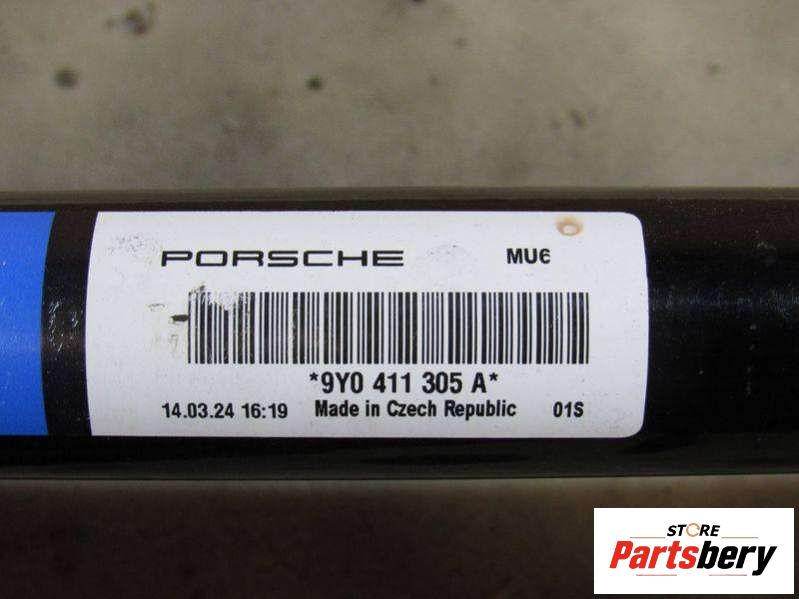 PORSCHE MU6
*9Y0 411 305 A*
14.03.24 16:19 Made in Czech Republic 01S
STORE
Partsbery